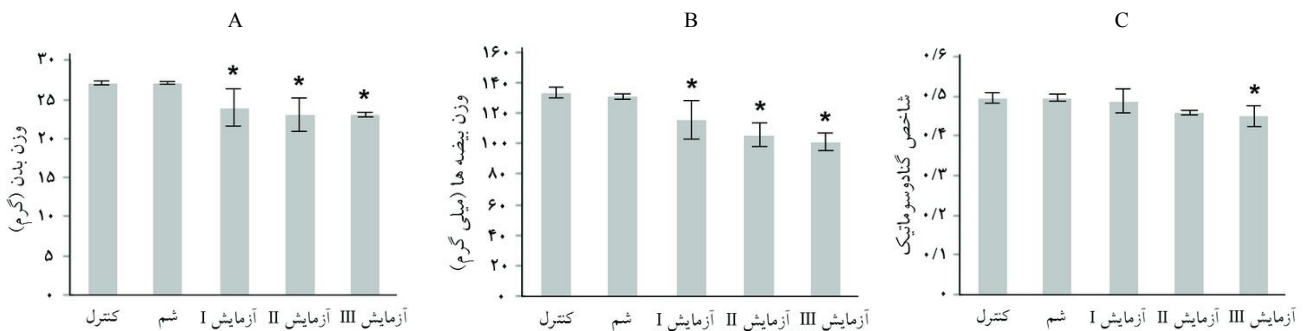 A
۳۰
۲۵
۲۰
۱۵
۱۰
۵
۰
وزن بدن (گرم)
* * *
کنترل شم آزمایش I آزمایش II آزمایش III
B
۱۶۰
۱۴۰
۱۲۰
۱۰۰
۸۰
۶۰
۴۰
۲۰
۰
وزن بیضه ها (میلی گرم)
* * *
کنترل شم آزمایش I آزمایش II آزمایش III
C
۰/۶
۰/۵
۰/۴
۰/۳
۰/۲
۰/۱
۰
شاخص گنادوسوماتیک
*
کنترل شم آزمایش I آزمایش II آزمایش III